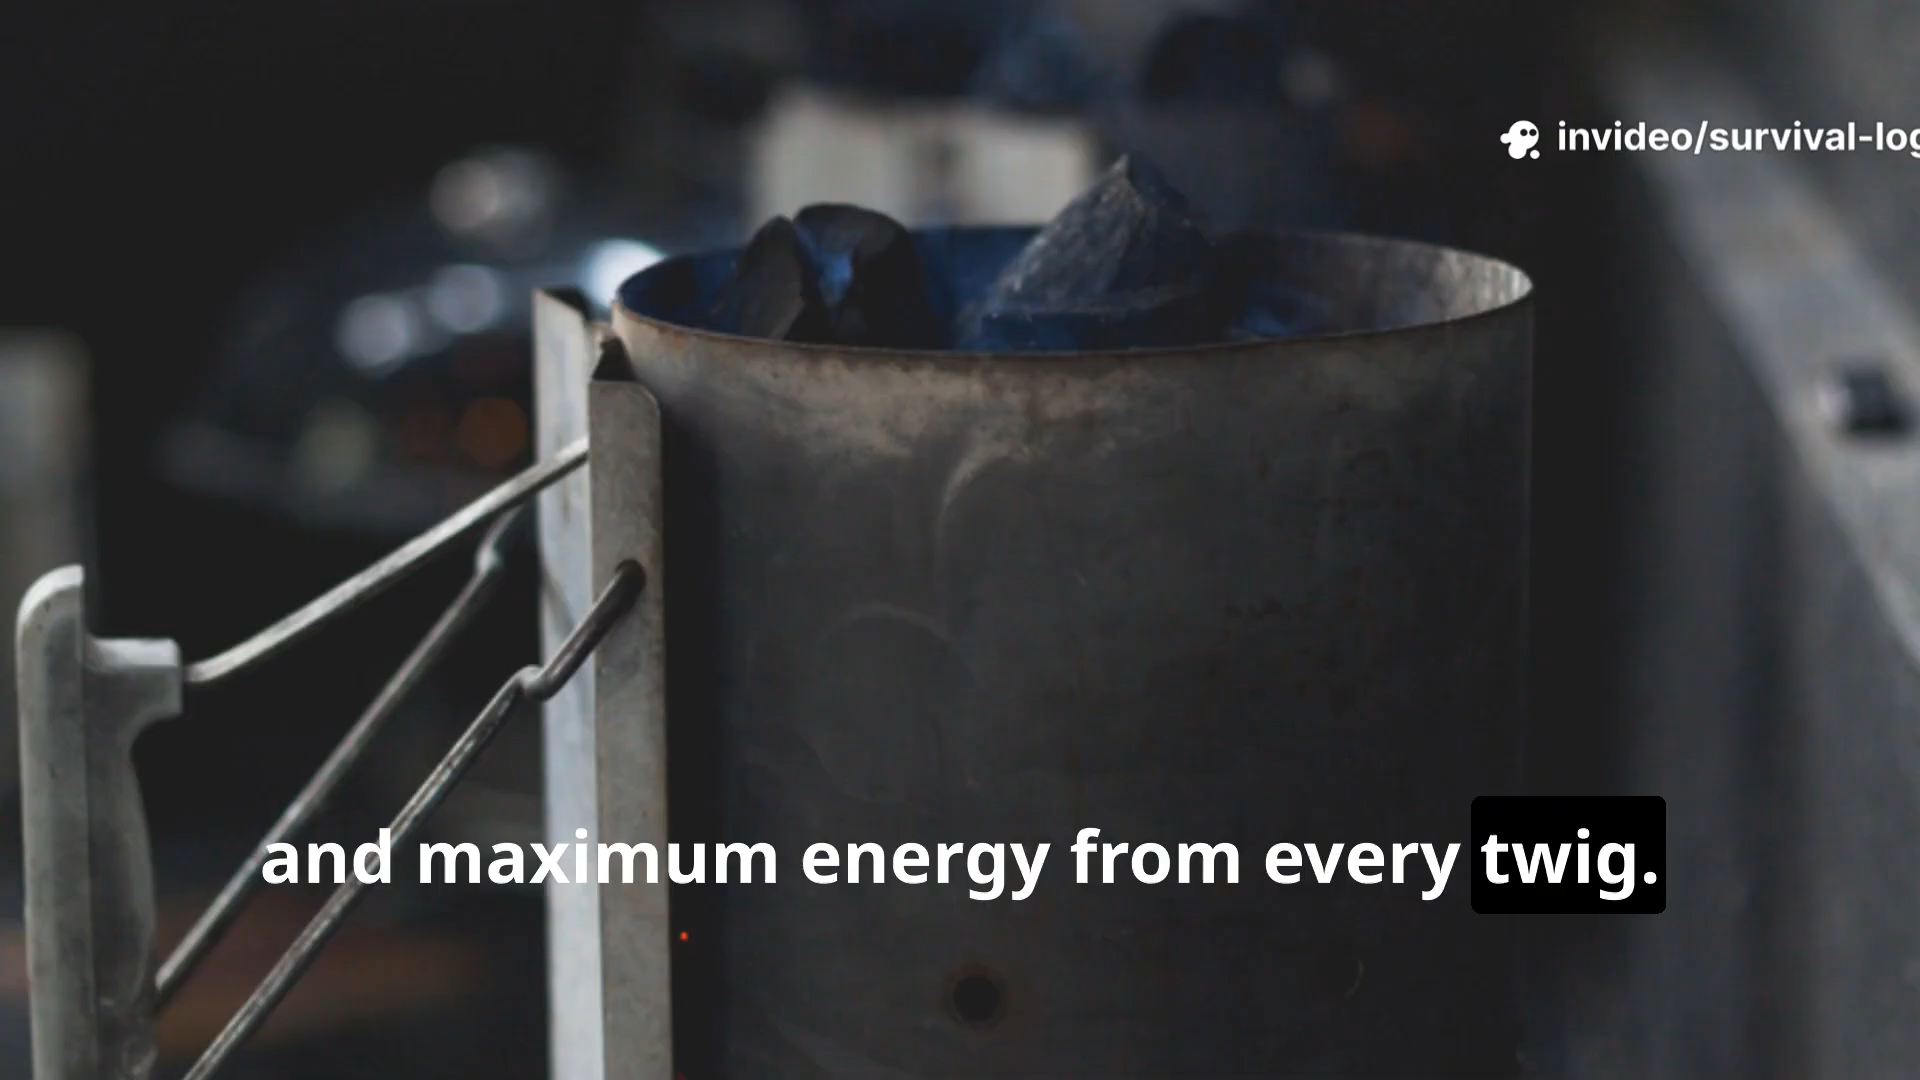 invideo/survival-log
and maximum energy from every twig.